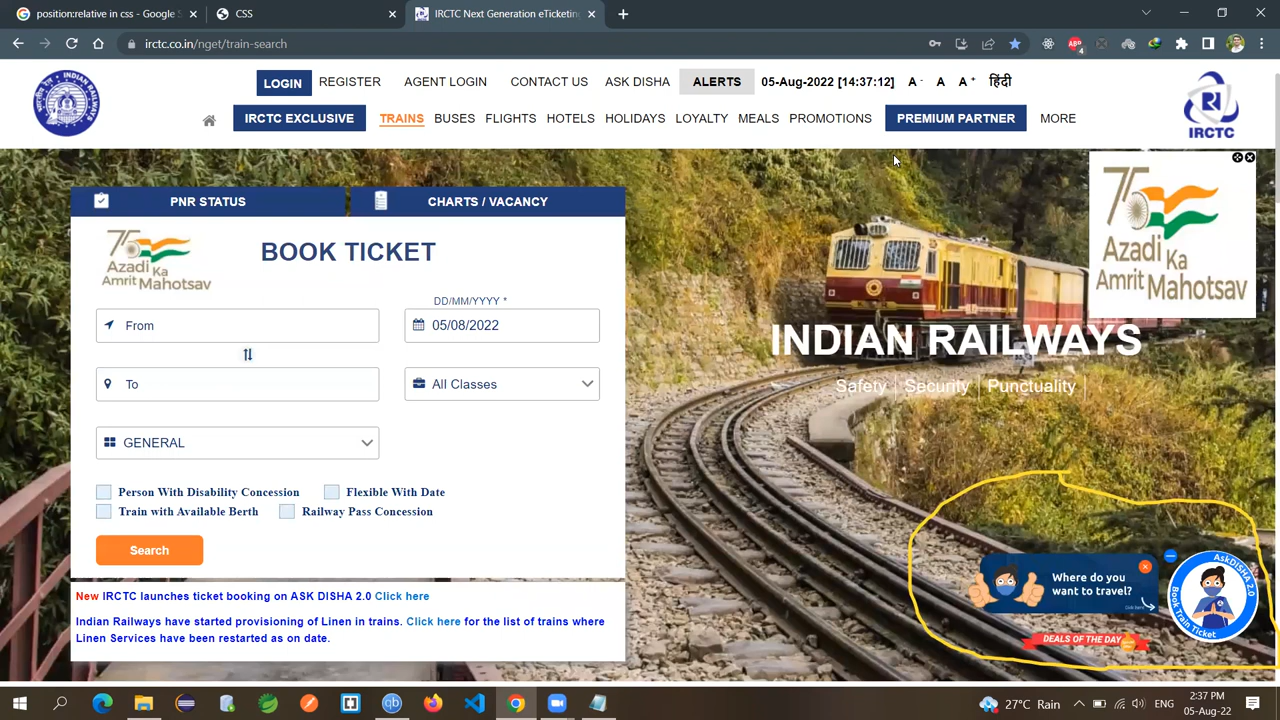 position:relative in css - Google S
CSS
IRCTC Next Generation eTicketing
irctc.co.in/nget/train-search
ABP
4
INDIAN RAILWAYS
LOGIN REGISTER AGENT LOGIN CONTACT US ASK DISHA ALERTS 05-Aug-2022 [14:37:12] A - A A + हिंदी
IRCTC EXCLUSIVE TRAINS BUSES FLIGHTS HOTELS HOLIDAYS LOYALTY MEALS PROMOTIONS PREMIUM PARTNER MORE
IRCTC
PNR STATUS
CHARTS / VACANCY
75
Azadi Ka
Amrit Mahotsav
BOOK TICKET
75
Azadi
Ka
Amrit Mahotsav
DD/MM/YYYY *
From
05/08/2022
To
All Classes
GENERAL
Person With Disability Concession
Flexible With Date
Train with Available Berth
Railway Pass Concession
Search
INDIAN RAILWAYS
Safety | Security | Punctuality |
New IRCTC launches ticket booking on ASK DISHA 2.0 Click here
Indian Railways have started provisioning of Linen in trains. Click here for the list of trains where
Linen Services have been restarted as on date.
Where do you
want to travel?
Click here
AskDISHA 2.0
Book Train Ticket
DEALS OF THE DAY
27°C Rain
ENG
2:37 PM
05-Aug-22